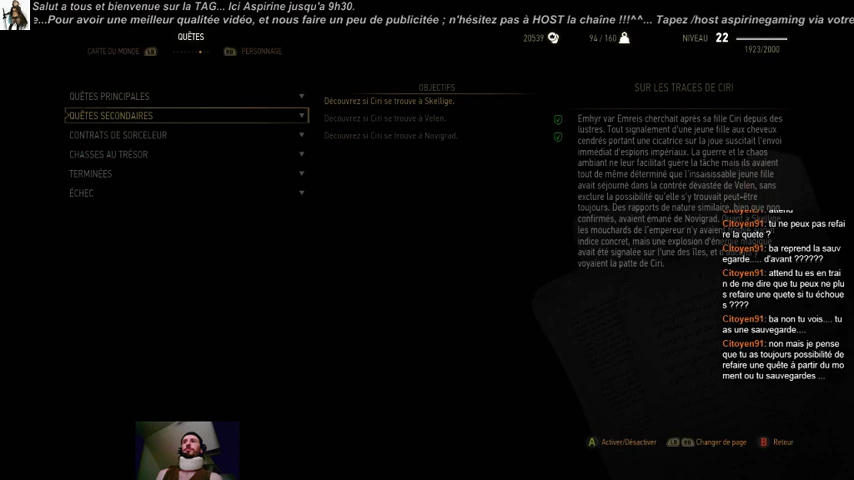 Salut a tous et bienvenue sur la TAG... Ici Aspirine jusqu'a 9h30.
e...Pour avoir une meilleur qualitée vidéo, et nous faire un peu de publicitée ; n'hésitez pas à HOST la chaîne !!!^^... Tapez /host aspirinegaming via votre
QUÊTES
20539
94 / 160
NIVEAU 22
1923/2000
CARTE DU MONDE LB
RB PERSONNAGE
QUÊTES PRINCIPALES
QUÊTES SECONDAIRES
CONTRATS DE SORCELEUR
CHASSES AU TRÉSOR
TERMINÉES
ÉCHEC
OBJECTIFS
Découvrez si Ciri se trouve à Skellige.
Découvrez si Ciri se trouve à Velen.
Découvrez si Ciri se trouve à Novigrad.
SUR LES TRACES DE CIRI
Emhyr var Emreis cherchait après sa fille Ciri depuis des
lustres. Tout signalement d'une jeune fille aux cheveux
cendrés portant une cicatrice sur la joue suscitait l'envoi
immédiat d'espions impériaux. La guerre et le chaos
ambiant ne leur facilitait guère la tâche mais ils avaient
tout de même déterminé que l'insaisissable jeune fille
avait séjourné dans la contrée dévastée de Velen, sans
exclure la possibilité qu'elle s'y trouvait peut-être
toujours. Des rapports de nature similaire, bien que non
confirmés, avaient émané de Novigrad. Quant à Skellige,
les mouchards de l'empereur n'y avaient
indice concret, mais une explosion d'énergie magique
avait été signalée sur l'une des îles, et
voyaient la patte de Ciri.
Citoyen91: attend
Citoyen91: tu ne peux pas refai
re la quete ?
Citoyen91: ba reprend la sauv
egarde..... d'avant ??????
Citoyen91: attend tu es en trai
n de me dire que tu peux ne plu
s refaire une quete si tu échoue
s ????
Citoyen91: ba non tu vois.... tu
as une sauvegarde....
Citoyen91: non mais je pense
que tu as toujours possibilité de
refaire une quête à partir du mo
ment ou tu sauvegardes ...
A Activer/Désactiver
LB RB Changer de page
B Retour